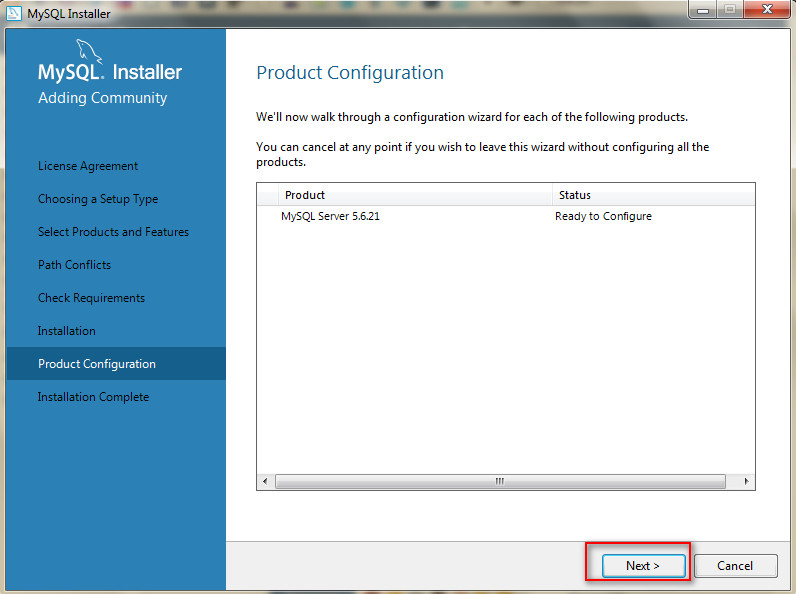 MySQL Installer
MySQL. Installer
Adding Community
License Agreement
Choosing a Setup Type
Select Products and Features
Path Conflicts
Check Requirements
Installation
Product Configuration
Installation Complete
Product Configuration
We'll now walk through a configuration wizard for each of the following products.
You can cancel at any point if you wish to leave this wizard without configuring all the
products.
Product Status
MySQL Server 5.6.21 Ready to Configure
Next > Cancel